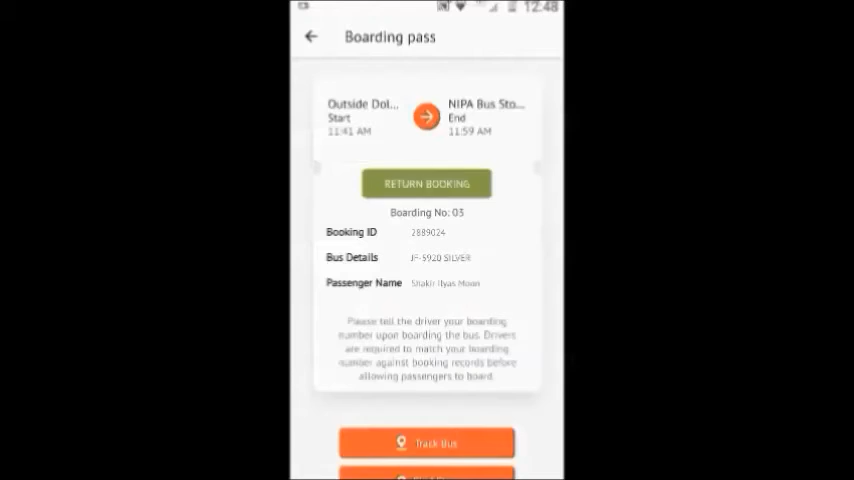 12:48
Boarding pass
Outside Dol... NIPA Bus Sto...
Start End
11:41 AM 11:59 AM
RETURN BOOKING
Boarding No: 03
Booking ID 2889024
Bus Details JF-5920 SILVER
Passenger Name Shakir Ilyas Moon
Please tell the driver your boarding
number upon boarding the bus. Drivers
are required to match your boarding
number against booking records before
allowing passengers to board.
Track Bus